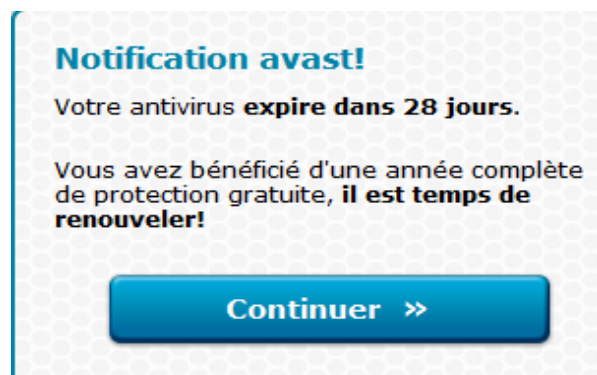 Notification avast!
Votre antivirus expire dans 28 jours.
Vous avez bénéficié d'une année complète
de protection gratuite, il est temps de
renouveler!
Continuer »